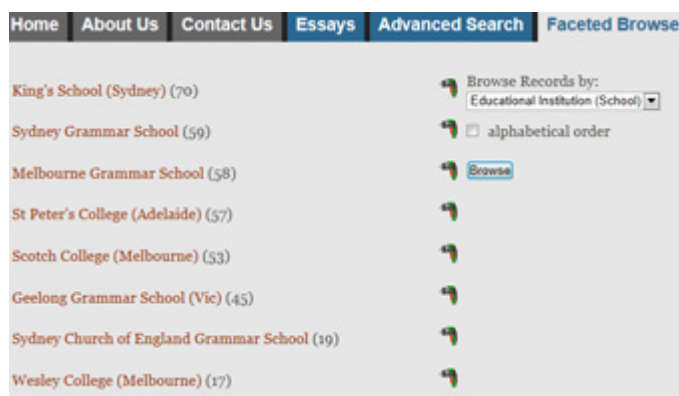 Home About Us Contact Us Essays Advanced Search Faceted Browse
King's School (Sydney) (70)
Browse Records by:
Educational Institution (School)
Sydney Grammar School (59)
alphabetical order
Melbourne Grammar School (58)
Browse
St Peter's College (Adelaide) (57)
Scotch College (Melbourne) (53)
Geelong Grammar School (Vic) (45)
Sydney Church of England Grammar School (19)
Wesley College (Melbourne) (17)